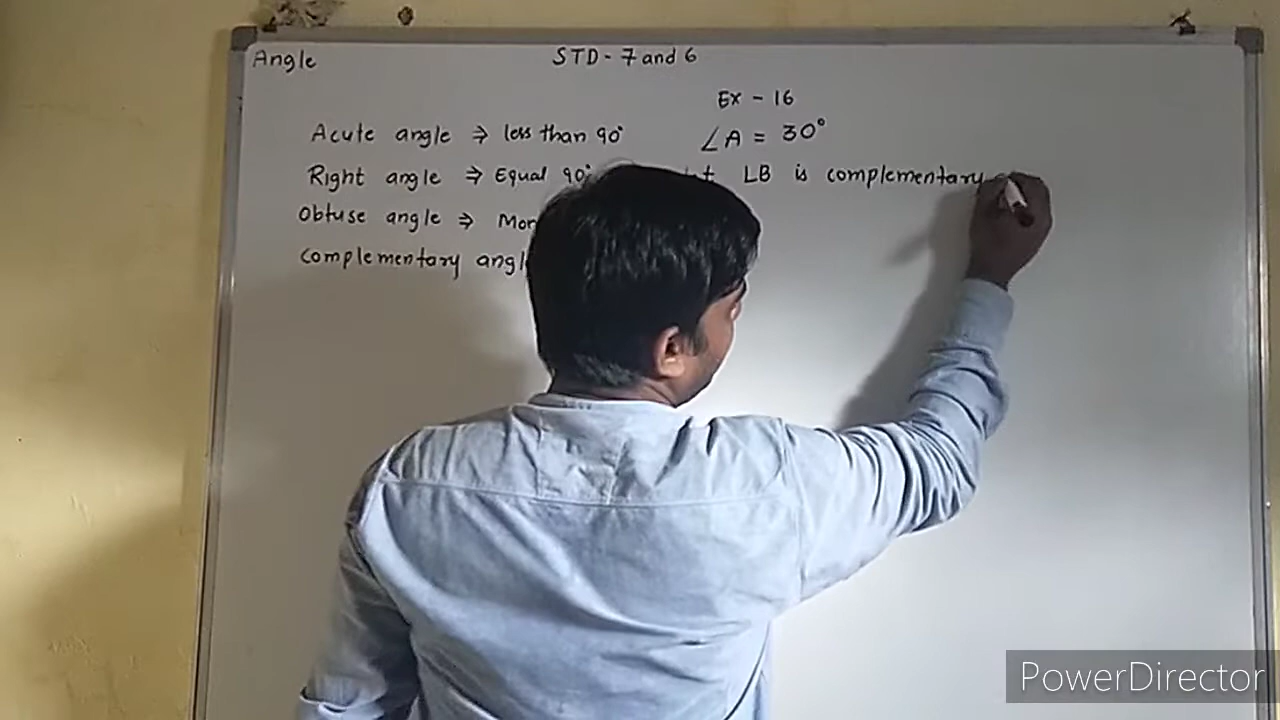 Angle
STD - 7 and 6
Ex - 16
Acute angle ⇒ less than 90°
∠A = 30°
Right angle ⇒ Equal 90°
∠B is complementary
Obtuse angle ⇒
Complementary
PowerDirector